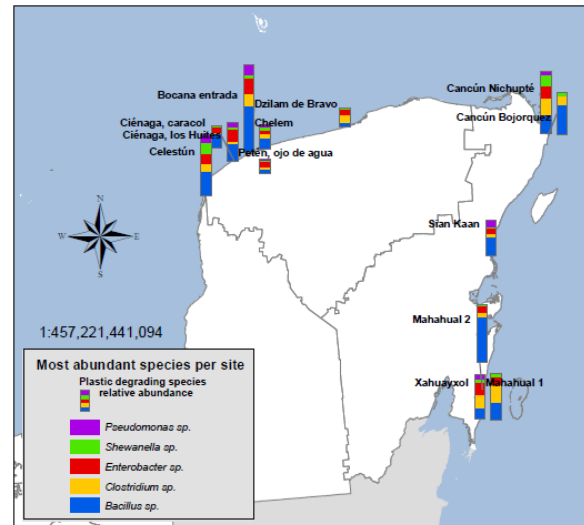 Bocana entrada
Dzilam de Bravo
Cancún Nichupté
Cancún Bojorquez
Ciénaga, caracol
Chelem
Ciénaga, los Huites
Celestún
Petén, ojo de agua
N
W
E
S
Sian Kaan
Mahahual 2
1:457,221,441,094
Xahuayxol
Mahahual 1
Most abundant species per site
Plastic degrading species
relative abundance
Pseudomonas sp.
Shewanella sp.
Enterobacter sp.
Clostridium sp.
Bacillus sp.